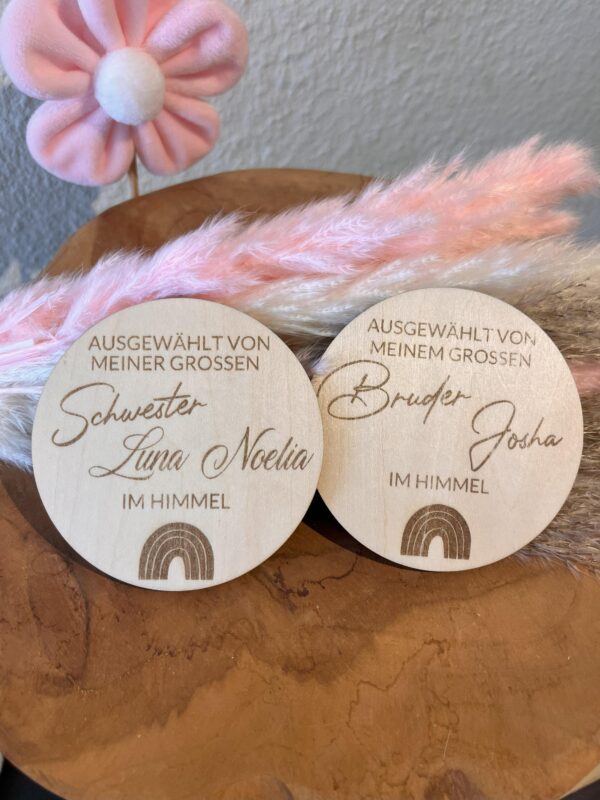 AUSGEWÄHLT VON
MEINER GROSSEN
Schwester
Luna Noelia
IM HIMMEL
AUSGEWÄHLT VON
MEINEM GROSSEN
Bruder
Josha
IM HIMMEL